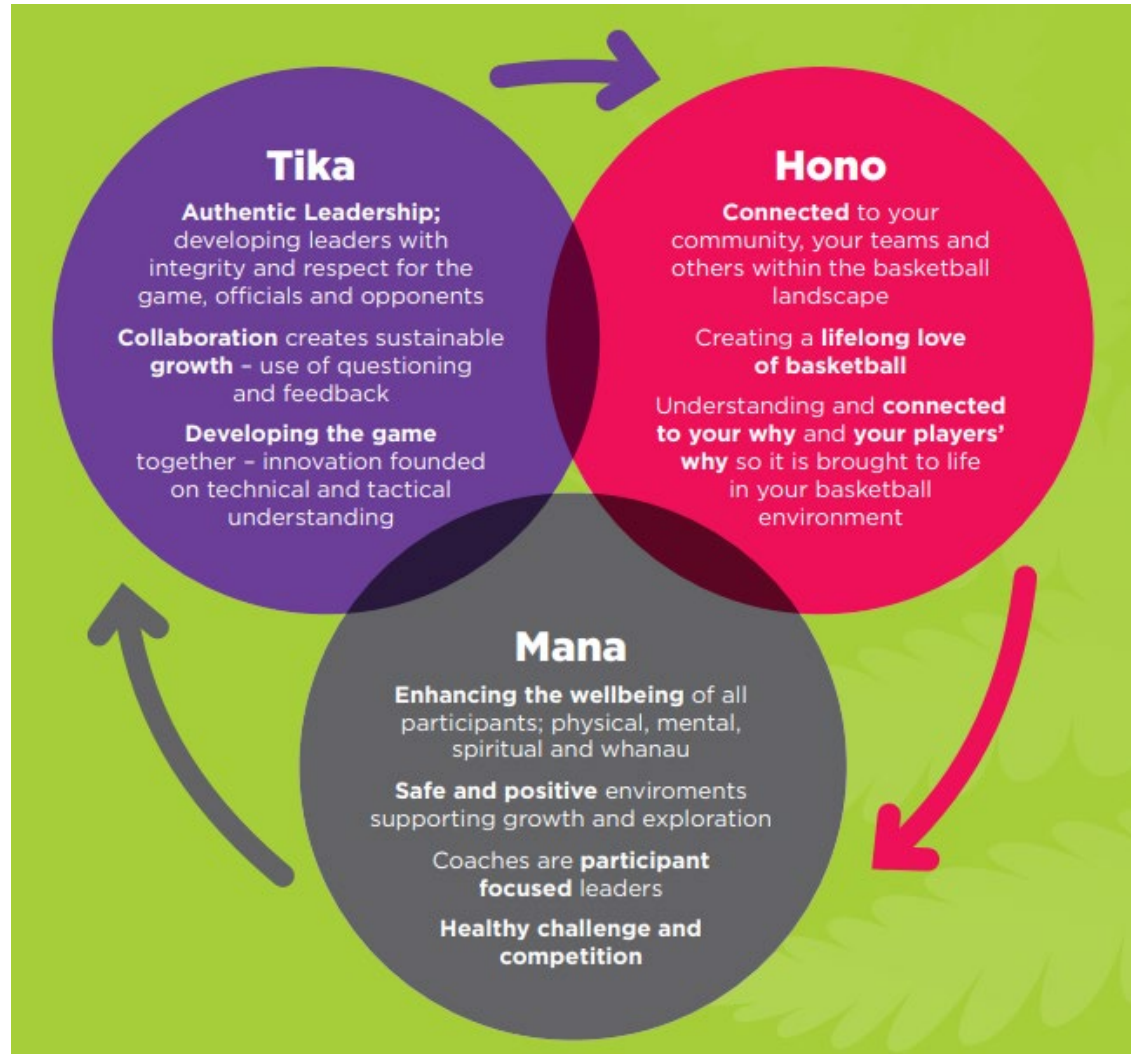 Tika
Authentic Leadership;
developing leaders with
integrity and respect for the
game, officials and opponents
Collaboration creates sustainable
growth – use of questioning
and feedback
Developing the game
together – innovation founded
on technical and tactical
understanding
Hono
Connected to your
community, your teams and
others within the basketball
landscape
Creating a lifelong love
of basketball
Understanding and connected
to your why and your players’
why so it is brought to life
in your basketball
environment
Mana
Enhancing the wellbeing of all
participants; physical, mental,
spiritual and whanau
Safe and positive enviroments
supporting growth and exploration
Coaches are participant
focused leaders
Healthy challenge and
competition